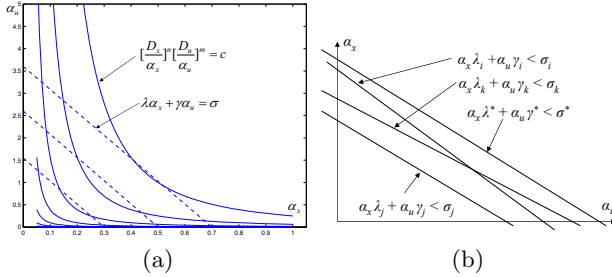 α_u
5
4.5
4
3.5
3
2.5
2
1.5
1
0.5
0
0 0.1 0.2 0.3 0.4 0.5 0.6 0.7 0.8 0.9 1
[D_x/α_x]^n [D_u/α_u]^m = c
λα_x + γα_u = σ
α_x
(a)
α_x
α_x λ_i + α_u γ_i < σ_i
α_x λ_k + α_u γ_k < σ_k
α_x λ* + α_u γ* < σ*
α_x λ_j + α_u γ_j < σ_j
(b)